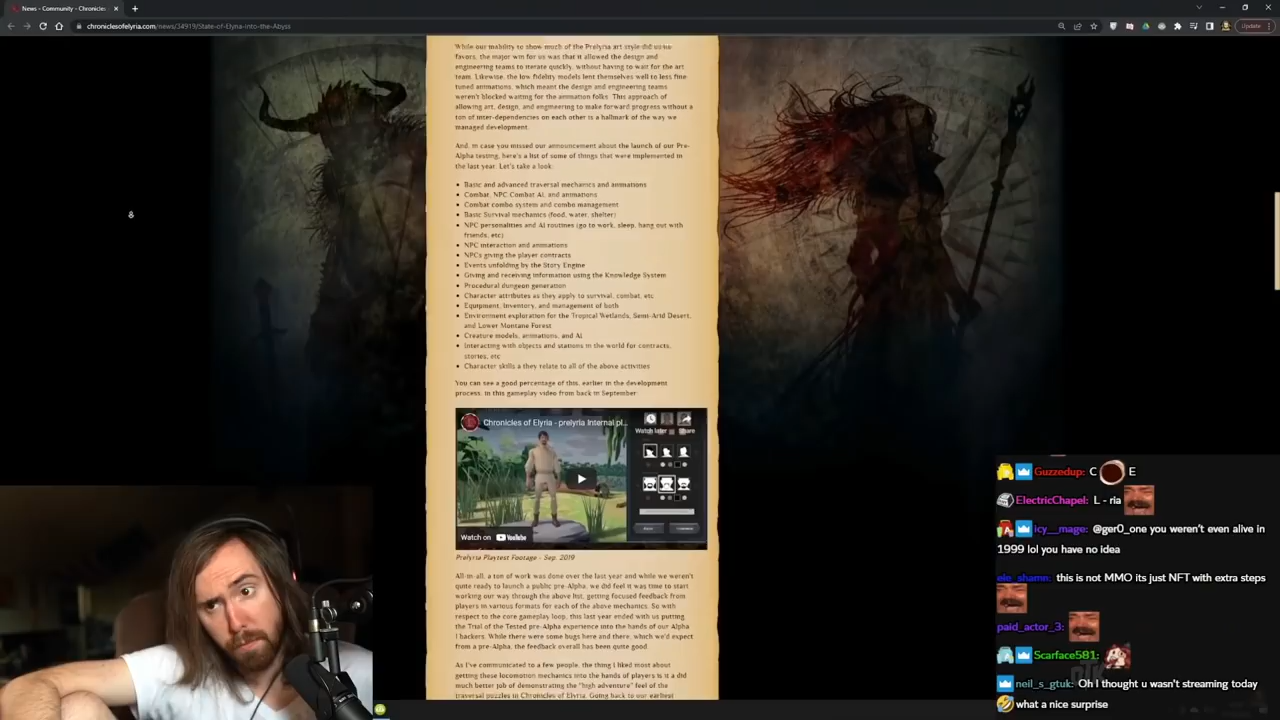 News - Community - Chronicles
Update
chroniclesofelyria.com/news/34919/State-of-Elyria-Into-the-Abyss
While our inability to show much of the Prelyria art style did us no
favors, the major win for us was that it allowed the design and
engineering teams to iterate quickly, without having to wait for the art
team. Likewise, the low fidelity models lent themselves well to less fine-
tuned animations, which meant the design and engineering teams
weren't blocked waiting for the animation folks. This approach of
allowing art, design, and engineering to make forward progress without a
ton of inter-dependencies on each other is a hallmark of the way we
managed development.
And, in case you missed our announcement about the launch of our Pre-
Alpha testing, here's a list of some of things that were implemented in
the last year. Let's take a look:
• Basic and advanced traversal mechanics and animations
• Combat, NPC Combat AI, and animations
• Combat combo system and combo management
• Basic Survival mechanics (food, water, shelter)
• NPC personalities and AI routines (go to work, sleep, hang out with
friends, etc)
• NPC interaction and animations
• NPCs giving the player contracts
• Events unfolding by the Story Engine
• Giving and receiving information using the Knowledge System
• Procedural dungeon generation
• Character attributes as they apply to survival, combat, etc.
• Equipment, inventory, and management of both
• Environment exploration for the Tropical Wetlands, Semi-Arid Desert,
and Lower Montane Forest
• Creature models, animations, and AI
• Interacting with objects and stations in the world for contracts,
stories, etc
• Character skills a they relate to all of the above activities
You can see a good percentage of this, earlier in the development
process, in this gameplay video from back in September:
Chronicles of Elyria - prelyria Internal pl...
Watch later
Share
Watch on YouTube
Prelyria Playtest Footage - Sep. 2019
All-in-all, a ton of work was done over the last year and while we weren't
quite ready to launch a public pre-Alpha, we did feel it was time to start
working our way through the above list, getting focused feedback from
players in various formats for each of the above mechanics. So with
respect to the core gameplay loop, this last year ended with us putting
the Trial of the Tested pre-Alpha experience into the hands of our Alpha
1 backers. While there were some bugs here and there, which we'd expect
from a pre-Alpha, the feedback overall has been quite good.
As I've communicated to a few people, the thing I liked most about
getting these locomotion mechanics into the hands of players is it a did
much better job of demonstrating the "high adventure" feel of the
traversal puzzles in Chronicles of Elyria. Going back to our earliest
Guzzedup: C E
ElectricChapel: L - ria
icy__mage: @ger0_one you weren't even alive in
1999 lol you have no idea
this is not MMO its just NFT with extra steps
paid_actor_3:
Scarface581:
neil_s_gtuk: Oh I thought u wasn't streaming today
what a nice surprise